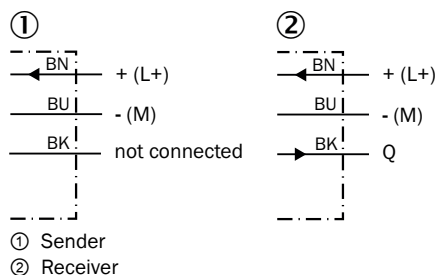 ① ②
BN + (L+) BN + (L+)
BU - (M) BU - (M)
BK not connected BK Q
① Sender
② Receiver